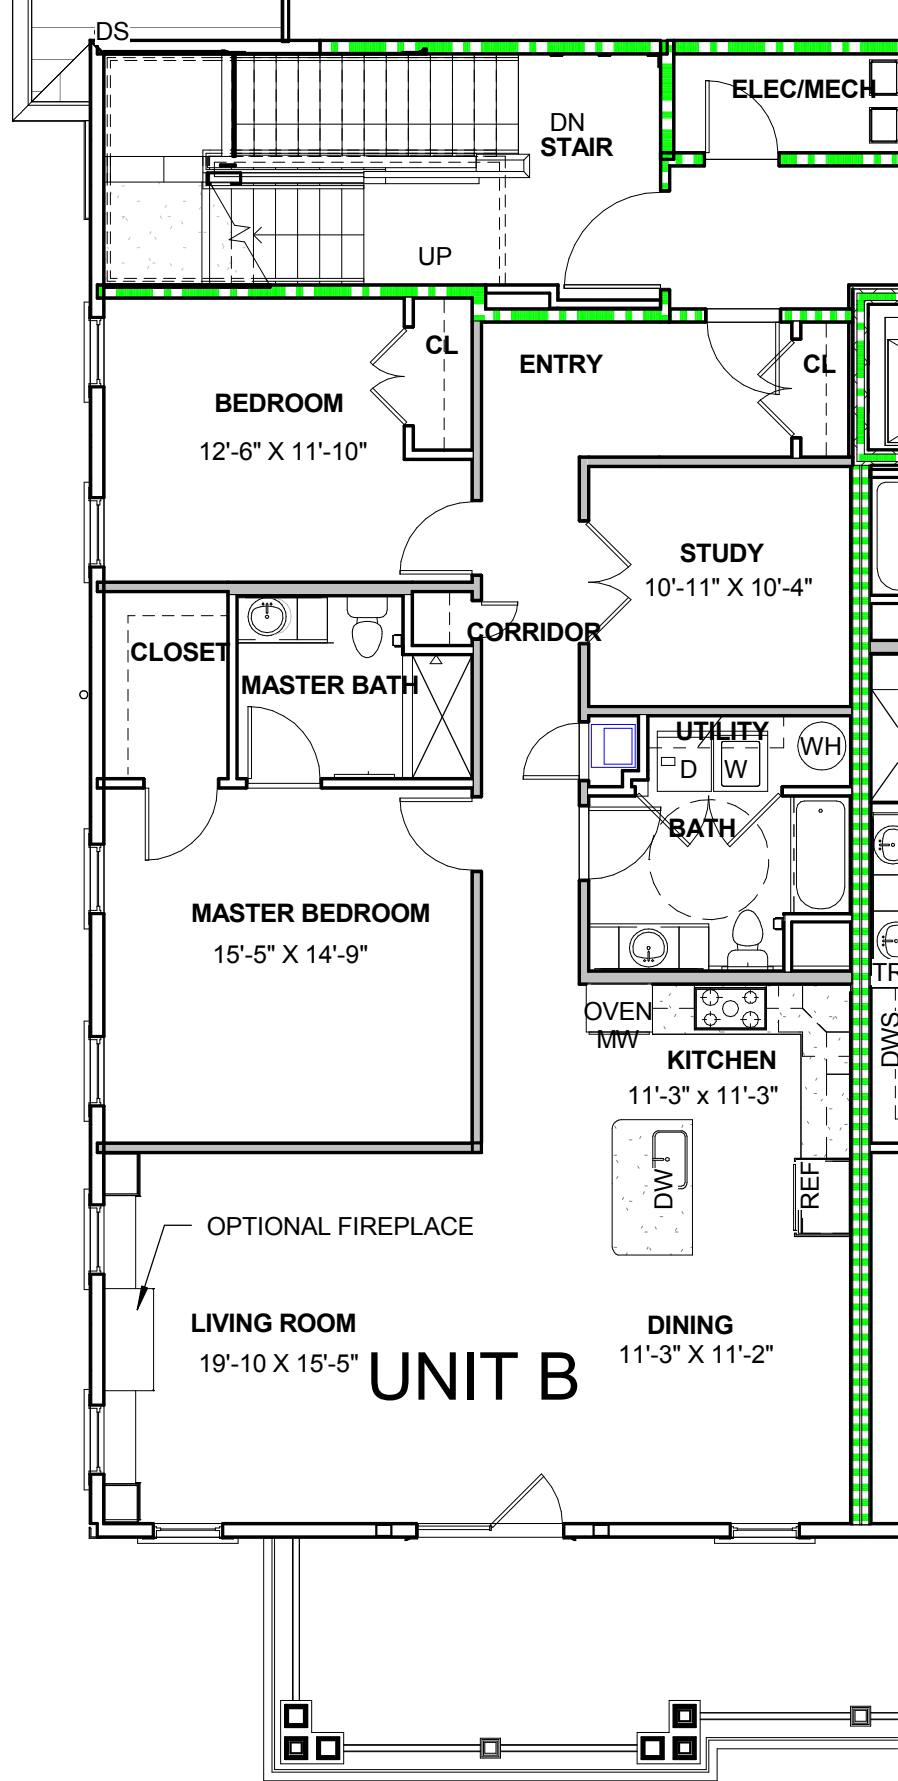 DS
ELEC/MECH
DN
STAIR
UP
CL
ENTRY
CL
BEDROOM
12'-6" X 11'-10"
STUDY
10'-11" X 10'-4"
CORRIDOR
CLOSET
MASTER BATH
UTILITY
WH
D
W
BATH
MASTER BEDROOM
15'-5" X 14'-9"
TR
OVEN
MW
DWS
KITCHEN
11'-3" x 11'-3"
DW
REF
OPTIONAL FIREPLACE
LIVING ROOM
19'-10 X 15'-5"
DINING
11'-3" X 11'-2"
UNIT B